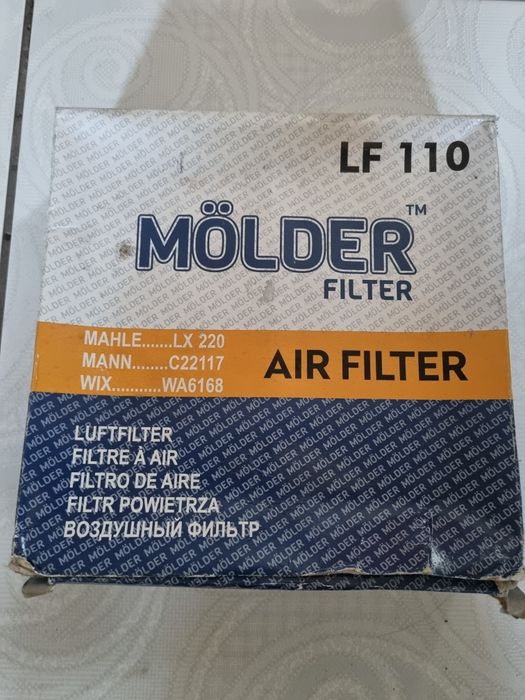 LF 110
MÖLDER™
FILTER
MAHLE.......LX 220
MANN........C22117
WIX...........WA6168
AIR FILTER
LUFTFILTER
FILTRE À AIR
FILTRO DE AIRE
FILTR POWIETRZA
ВОЗДУШНЫЙ ФИЛЬТР